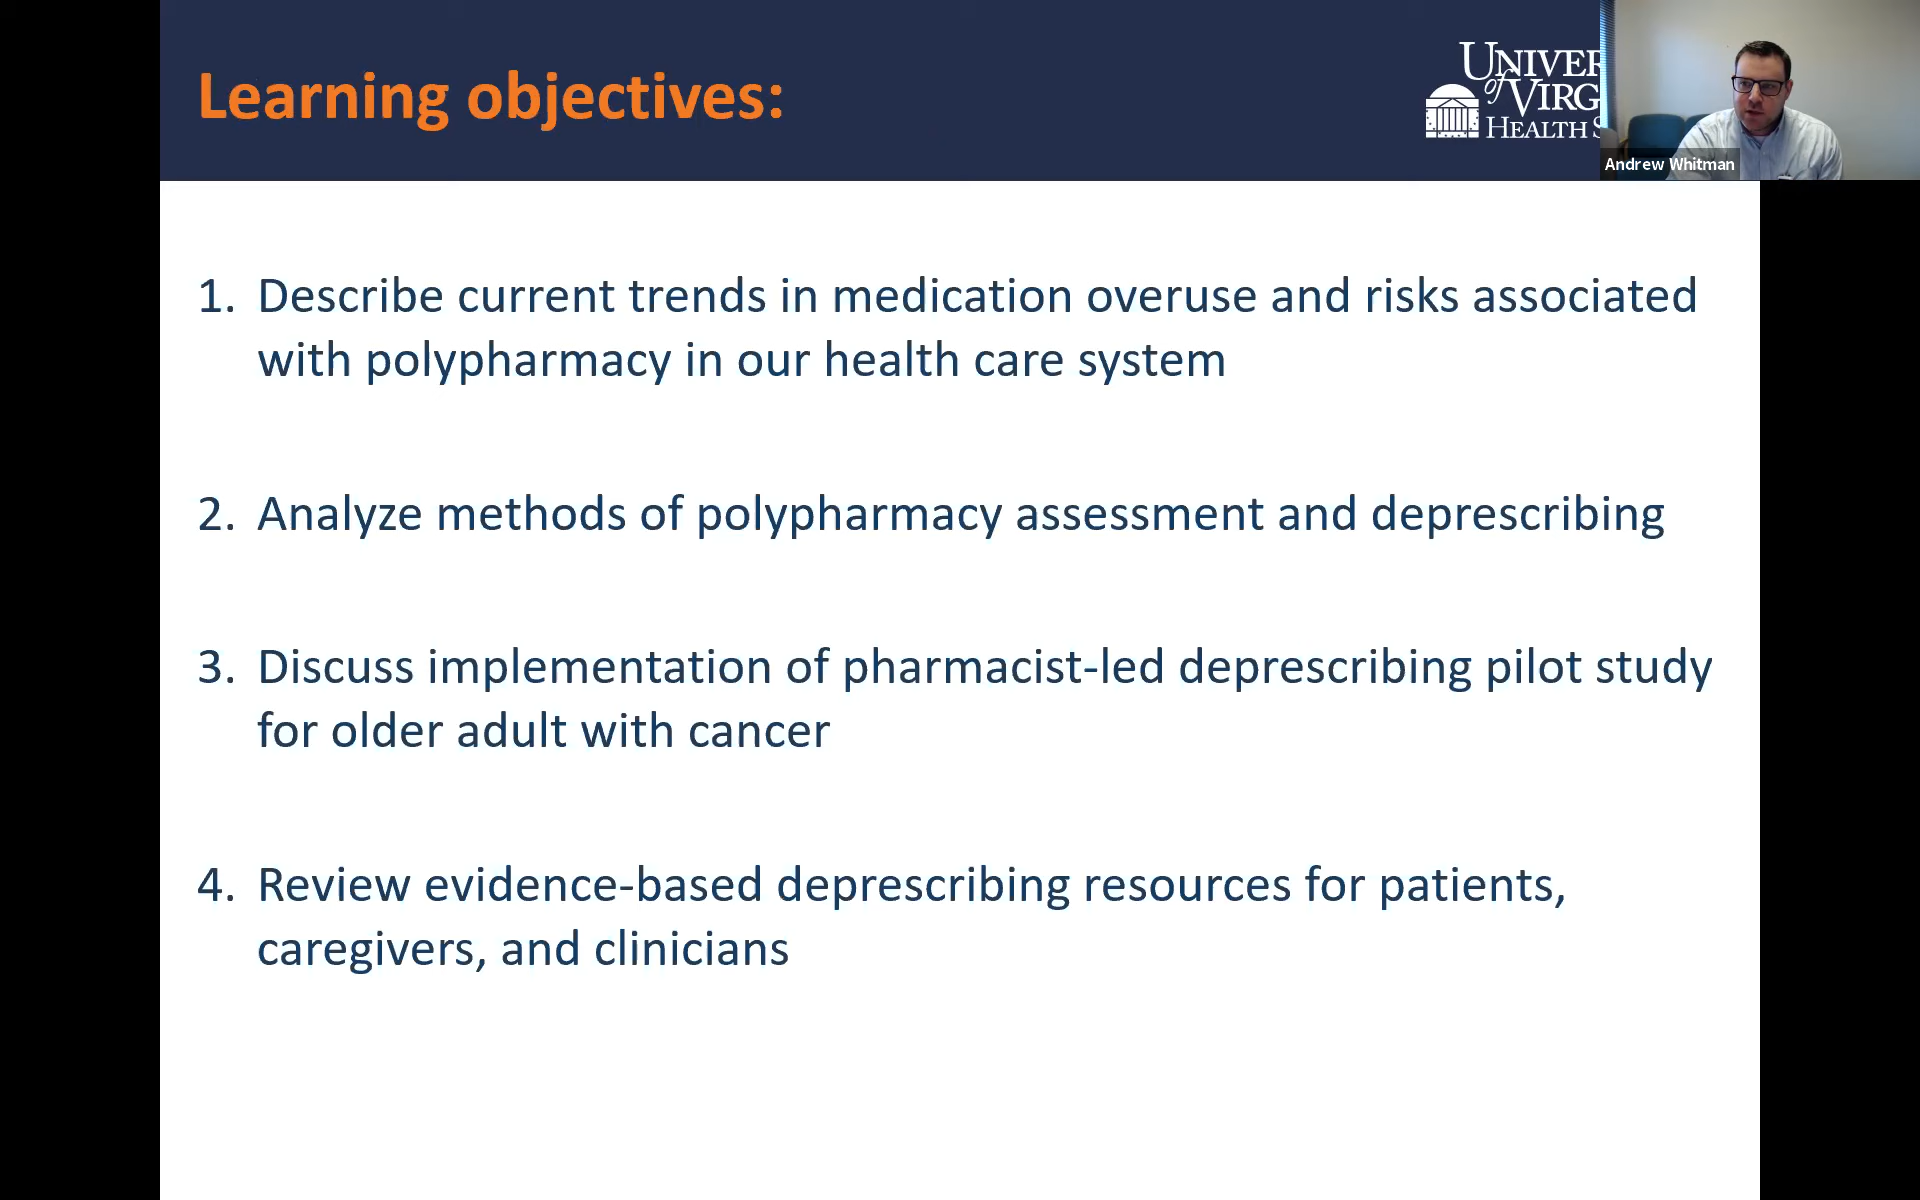 Learning objectives:
UNIVER
of VIRG
HEALTH S
Andrew Whitman
1. Describe current trends in medication overuse and risks associated
with polypharmacy in our health care system
2. Analyze methods of polypharmacy assessment and deprescribing
3. Discuss implementation of pharmacist-led deprescribing pilot study
for older adult with cancer
4. Review evidence-based deprescribing resources for patients,
caregivers, and clinicians